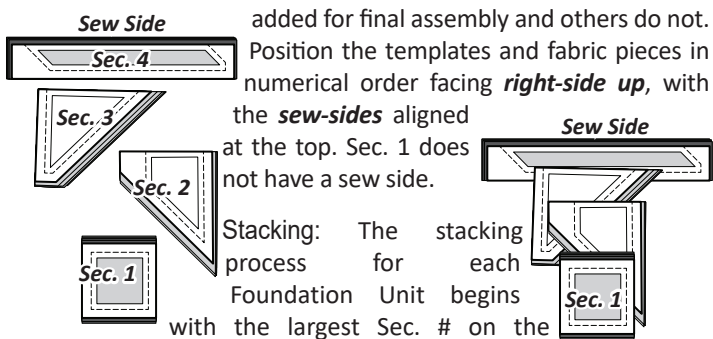 Sew Side
Sec. 4
Sec. 3
Sec. 2
Sec. 1
added for final assembly and others do not.
Position the templates and fabric pieces in
numerical order facing right-side up, with
the sew-sides aligned
at the top. Sec. 1 does
not have a sew side.
Sew Side
Sec. 1
Stacking: The stacking
process for each
Foundation Unit begins
with the largest Sec. # on the